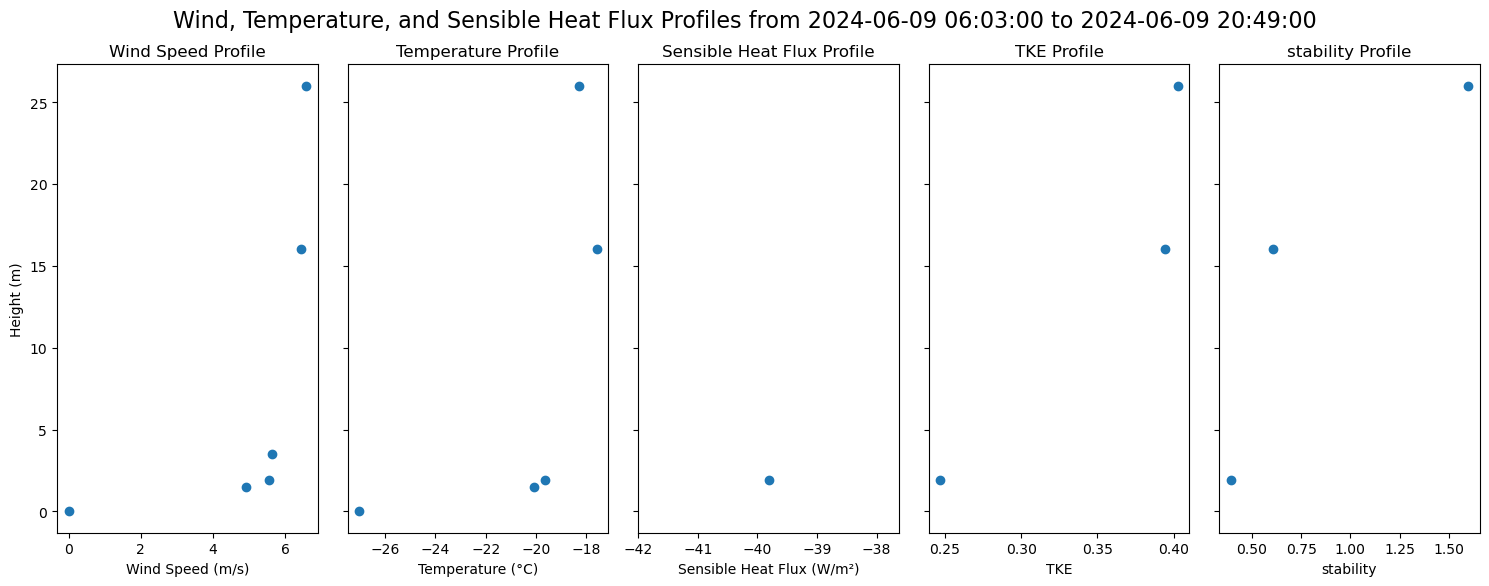 Wind, Temperature, and Sensible Heat Flux Profiles from 2024-06-09 06:03:00 to 2024-06-09 20:49:00
Wind Speed Profile
Temperature Profile
Sensible Heat Flux Profile
TKE Profile
stability Profile
25
20
15
10
5
0
Height (m)
0 2 4 6
−26 −24 −22 −20 −18
−42 −41 −40 −39 −38
0.25 0.30 0.35 0.40
0.50 0.75 1.00 1.25 1.50
Wind Speed (m/s)
Temperature (°C)
Sensible Heat Flux (W/m²)
TKE
stability